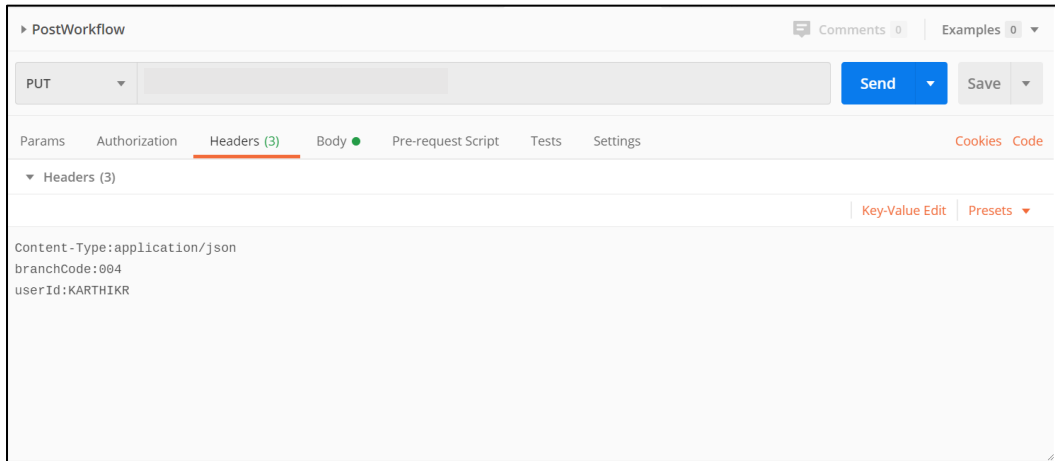 PostWorkflow Comments 0 Examples 0
PUT Send Save
Params Authorization Headers (3) Body Pre-request Script Tests Settings Cookies Code
Headers (3)
Key-Value Edit Presets
Content-Type:application/json
branchCode:004
userId:KARTHIKR